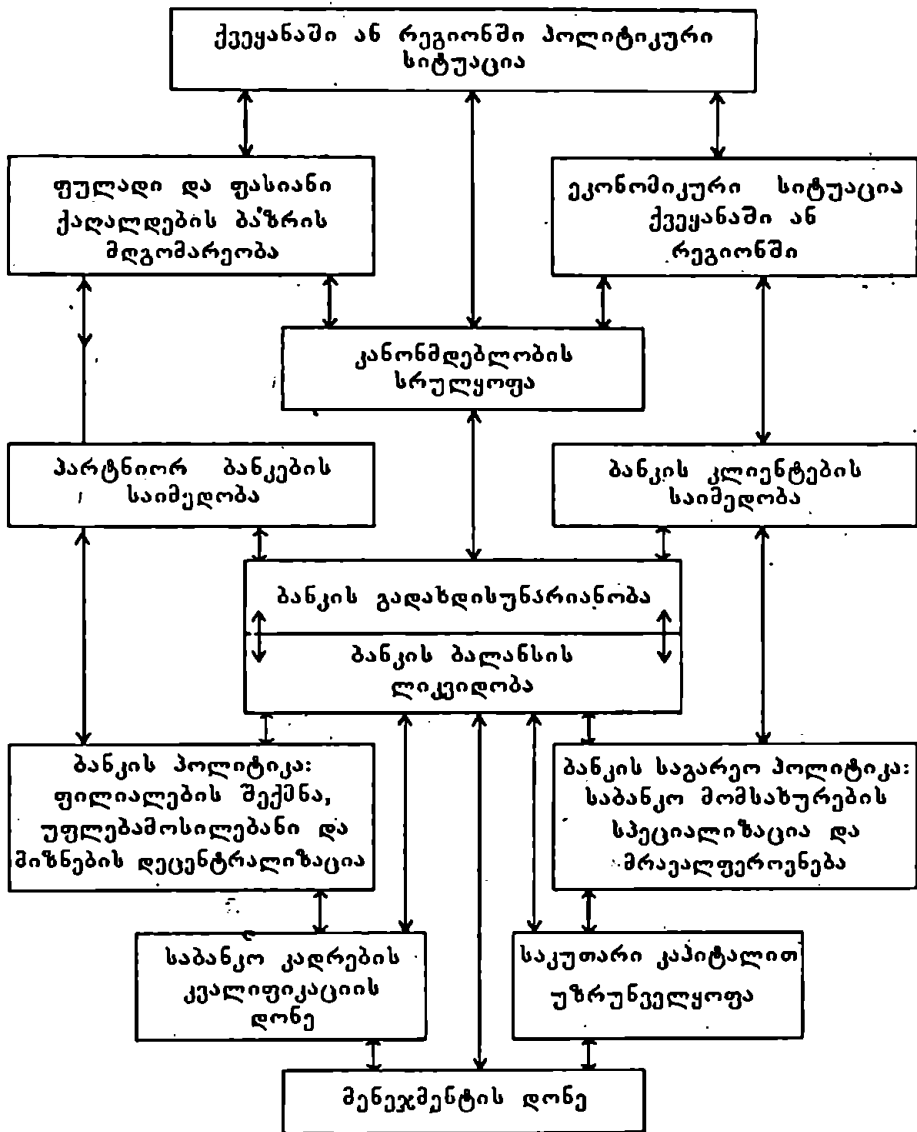 ქვეყანაში ან რეგიონში პოლიტიკური
სიტუაცია
ფულადი და ფასიანი
ქაღალდების ბაზრის
მდგომარეობა
ეკონომიკური სიტუაცია
ქვეყანაში ან
რეგიონში
კანონმდებლობის
სრულყოფა
პარტნიორ ბანკების
საიმედობა
ბანკის კლიენტების
საიმედობა
ბანკის გადახდისუნარიანობა
ბანკის ბალანსის
ლიკვიდობა
ბანკის პოლიტიკა:
ფილიალების შექმნა,
უფლებამოსილებანი და
მიზნების დეცენტრალიზაცია
ბანკის საგარეო პოლიტიკა:
საბანკო მომსახურების
სპეციალიზაცია და
მრავალფეროვნება
საბანკო კადრების
კვალიფიკაციის
დონე
საკუთარი კაპიტალით
უზრუნველყოფა
მენეჯმენტის დონე